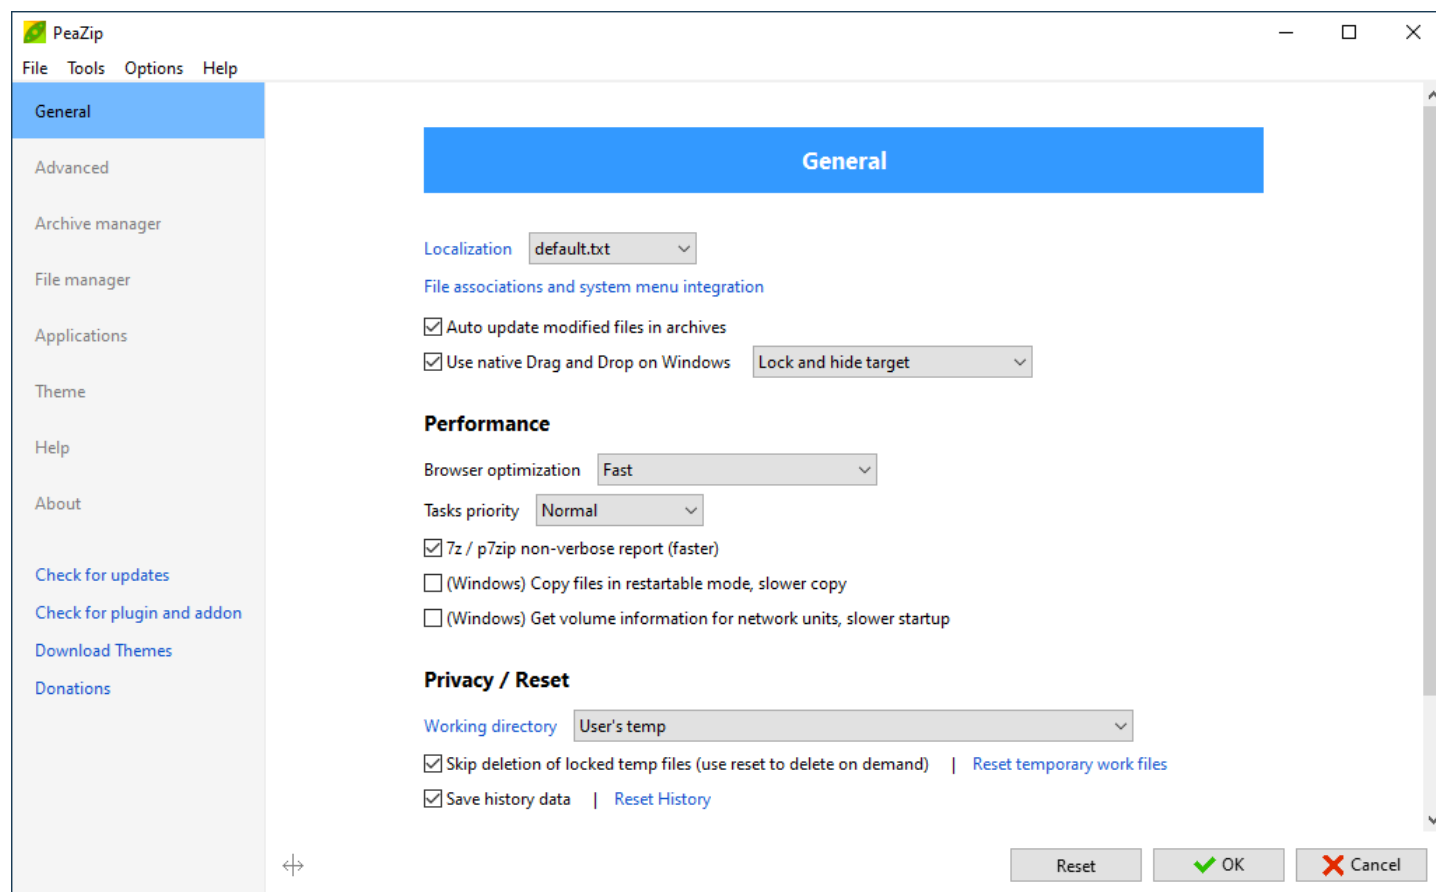 PeaZip
File Tools Options Help
General
Advanced
Archive manager
File manager
Applications
Theme
Help
About
Check for updates
Check for plugin and addon
Download Themes
Donations
General
Localization default.txt
File associations and system menu integration
Auto update modified files in archives
Use native Drag and Drop on Windows Lock and hide target
Performance
Browser optimization Fast
Tasks priority Normal
7z / p7zip non-verbose report (faster)
(Windows) Copy files in restartable mode, slower copy
(Windows) Get volume information for network units, slower startup
Privacy / Reset
Working directory User's temp
Skip deletion of locked temp files (use reset to delete on demand) | Reset temporary work files
Save history data | Reset History
Reset OK Cancel